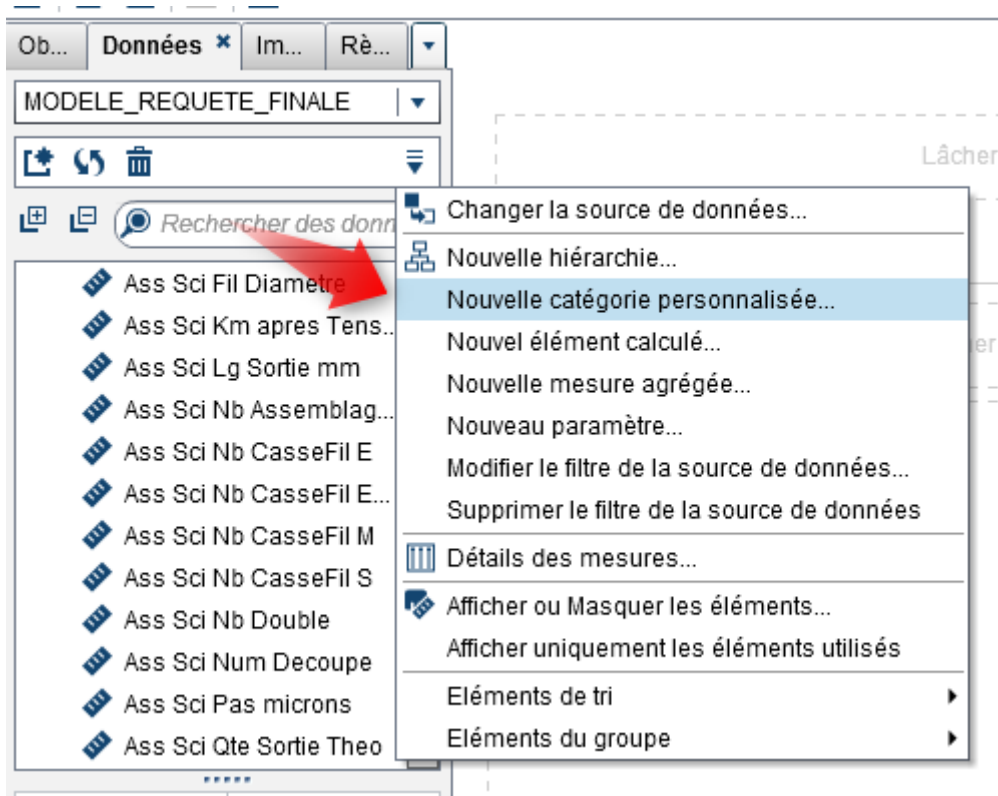 Ob... Données Im... Rè...
MODELE_REQUETE_FINALE
Lâcher
Rechercher des donn
Changer la source de données...
Nouvelle hiérarchie...
Nouvelle catégorie personnalisée...
Nouvel élément calculé...
Nouvelle mesure agrégée...
Nouveau paramètre...
Modifier le filtre de la source de données...
Supprimer le filtre de la source de données
Détails des mesures...
Afficher ou Masquer les éléments...
Afficher uniquement les éléments utilisés
Eléments de tri
Eléments du groupe
Ass Sci Fil Diametre
Ass Sci Km apres Tens...
Ass Sci Lg Sortie mm
Ass Sci Nb Assemblag...
Ass Sci Nb CasseFil E
Ass Sci Nb CasseFil E...
Ass Sci Nb CasseFil M
Ass Sci Nb CasseFil S
Ass Sci Nb Double
Ass Sci Num Decoupe
Ass Sci Pas microns
Ass Sci Qte Sortie Theo
er